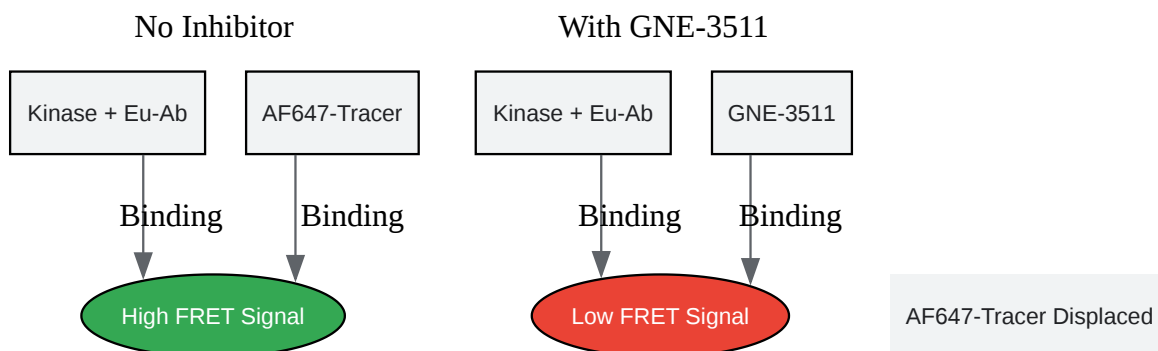 No Inhibitor
With GNE-3511
Kinase + Eu-Ab
AF647-Tracer
Kinase + Eu-Ab
GNE-3511
Binding
Binding
Binding
Binding
High FRET Signal
Low FRET Signal
AF647-Tracer Displaced